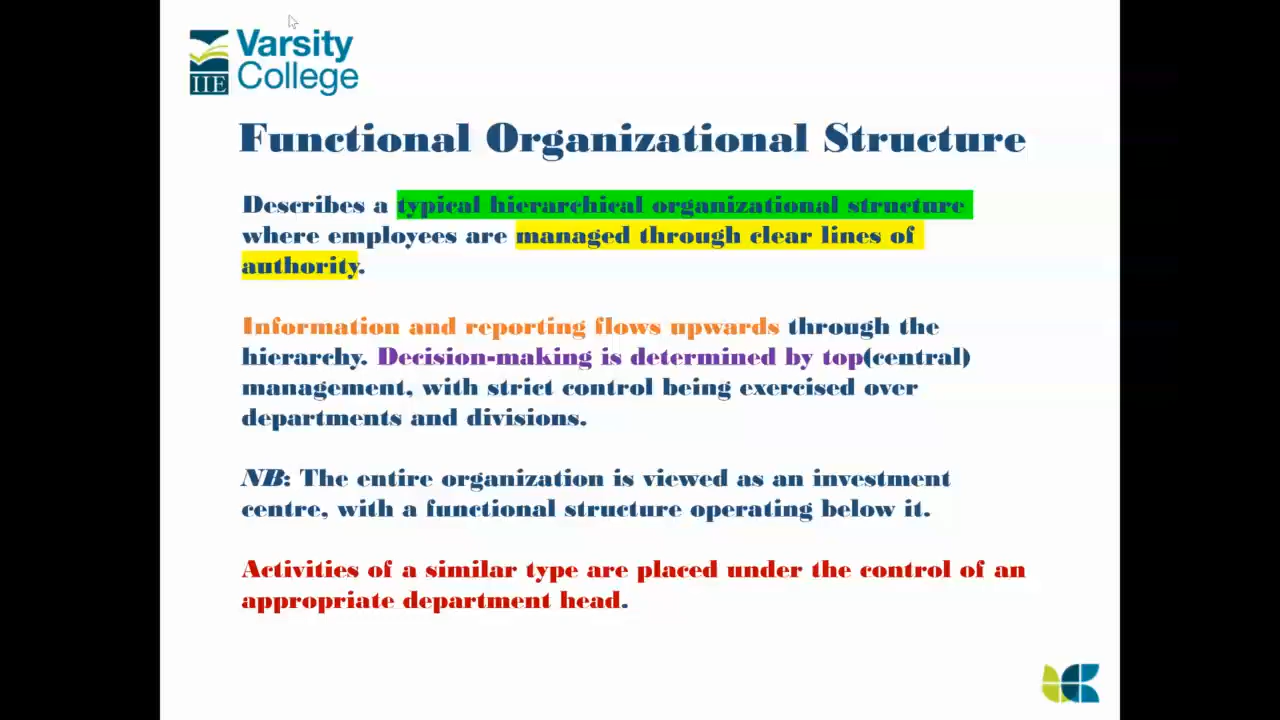 Varsity
College
IIE
Functional Organizational Structure
Describes a typical hierarchical organizational structure
where employees are managed through clear lines of
authority.
Information and reporting flows upwards through the
hierarchy. Decision-making is determined by top(central)
management, with strict control being exercised over
departments and divisions.
NB: The entire organization is viewed as an investment
centre, with a functional structure operating below it.
Activities of a similar type are placed under the control of an
appropriate department head.